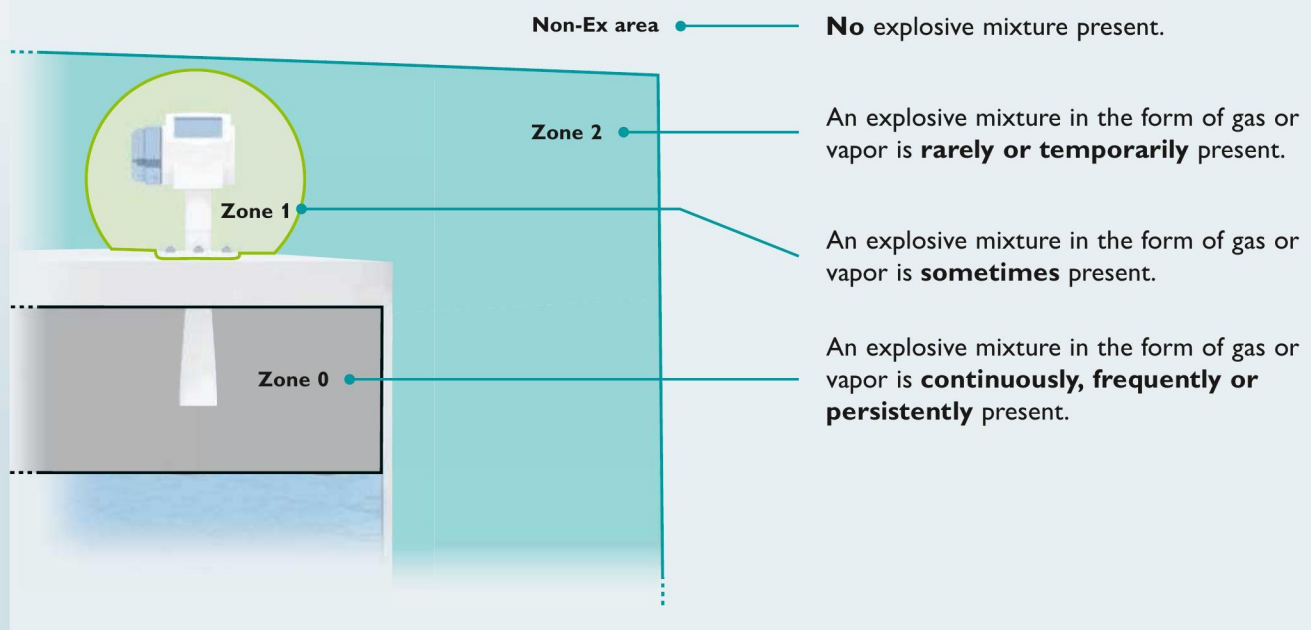 Non-Ex area
No explosive mixture present.
Zone 2
An explosive mixture in the form of gas or
vapor is rarely or temporarily present.
Zone 1
An explosive mixture in the form of gas or
vapor is sometimes present.
Zone 0
An explosive mixture in the form of gas or
vapor is continuously, frequently or
persistently present.